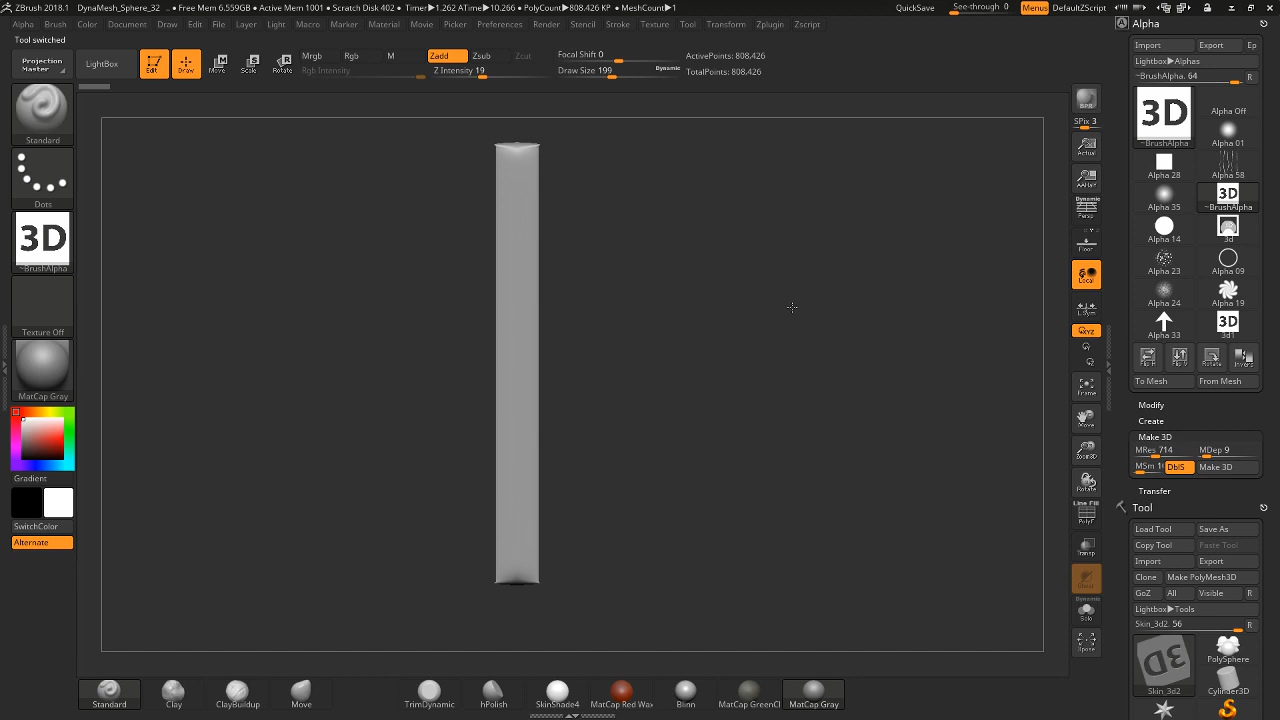 ZBrush 2018.1 DynaMesh_Sphere_32 .. • Free Mem 6.559GB • Active Mem 1001 • Scratch Disk 402 • Timer▶1.262 ATime▶10.266 • PolyCount▶808.426 KP • MeshCount▶1 QuickSave See-through 0 Menus DefaultZScript
Alpha Brush Color Document Draw Edit File Layer Light Macro Marker Material Movie Picker Preferences Render Stencil Stroke Texture Tool Transform Zplugin Zscript
Tool switched
Projection Master
LightBox
Edit
Draw
Move
Scale
Rotate
Mrgb Rgb M Zadd Zsub Zcut
Rgb Intensity Z Intensity 19
Focal Shift 0
Draw Size 199 Dynamic
ActivePoints: 808,426
TotalPoints: 808,426
Standard
Dots
3D
~BrushAlpha
Texture Off
MatCap Gray
Gradient
SwitchColor
Alternate
BPR
SPix 3
Actual
AAHalf
Dynamic
Persp
Floor
Local
L.Sym
XYZ
Frame
Move
Zoom3D
Rotate
Line Fill
PolyF
Transp
Ghost
Dynamic
Solo
Xpose
Alpha
Import Export Ep
Lightbox▶Alphas
~BrushAlpha. 64 R
3D
~BrushAlpha
Alpha Off
Alpha 01
Alpha 28 Alpha 58
3D
Alpha 35 ~BrushAlpha
Alpha 14 3d
Alpha 23 Alpha 09
Alpha 24 Alpha 19
3D
Alpha 33 3d1
Flip H Flip V Rotate Invers
To Mesh From Mesh
Modify
Create
Make 3D
MRes 714 MDep 9
MSm 10 DblS Make 3D
Transfer
Tool
Load Tool Save As
Copy Tool Paste Tool
Import Export
Clone Make PolyMesh3D
GoZ All Visible R
Lightbox▶Tools
Skin_3d2. 56 R
3D
Skin_3d2
PolySphere
Cylinder3D
Standard Clay ClayBuildup Move TrimDynamic hPolish SkinShade4 MatCap Red Wax Blinn MatCap GreenCl MatCap Gray